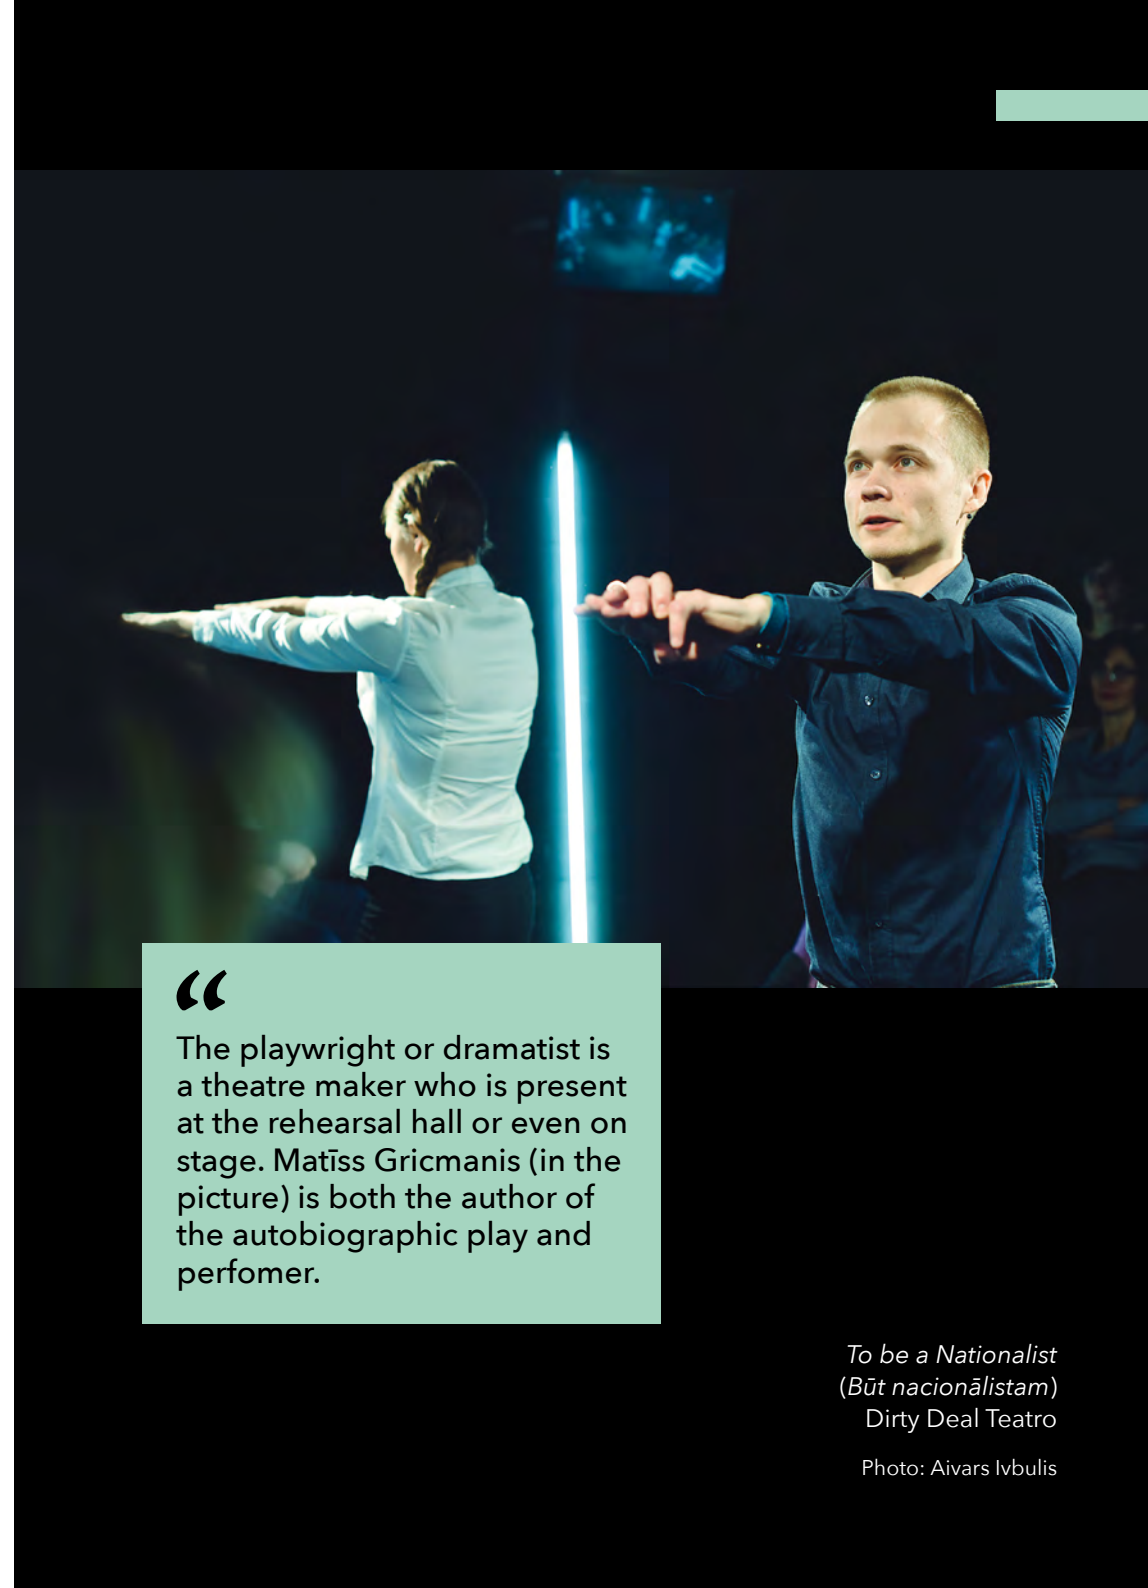 “
The playwright or dramatist is
a theatre maker who is present
at the rehearsal hall or even on
stage. Matīss Gricmanis (in the
picture) is both the author of
the autobiographic play and
perfomer.
To be a Nationalist
(Būt nacionālistam)
Dirty Deal Teatro
Photo: Aivars Ivbulis